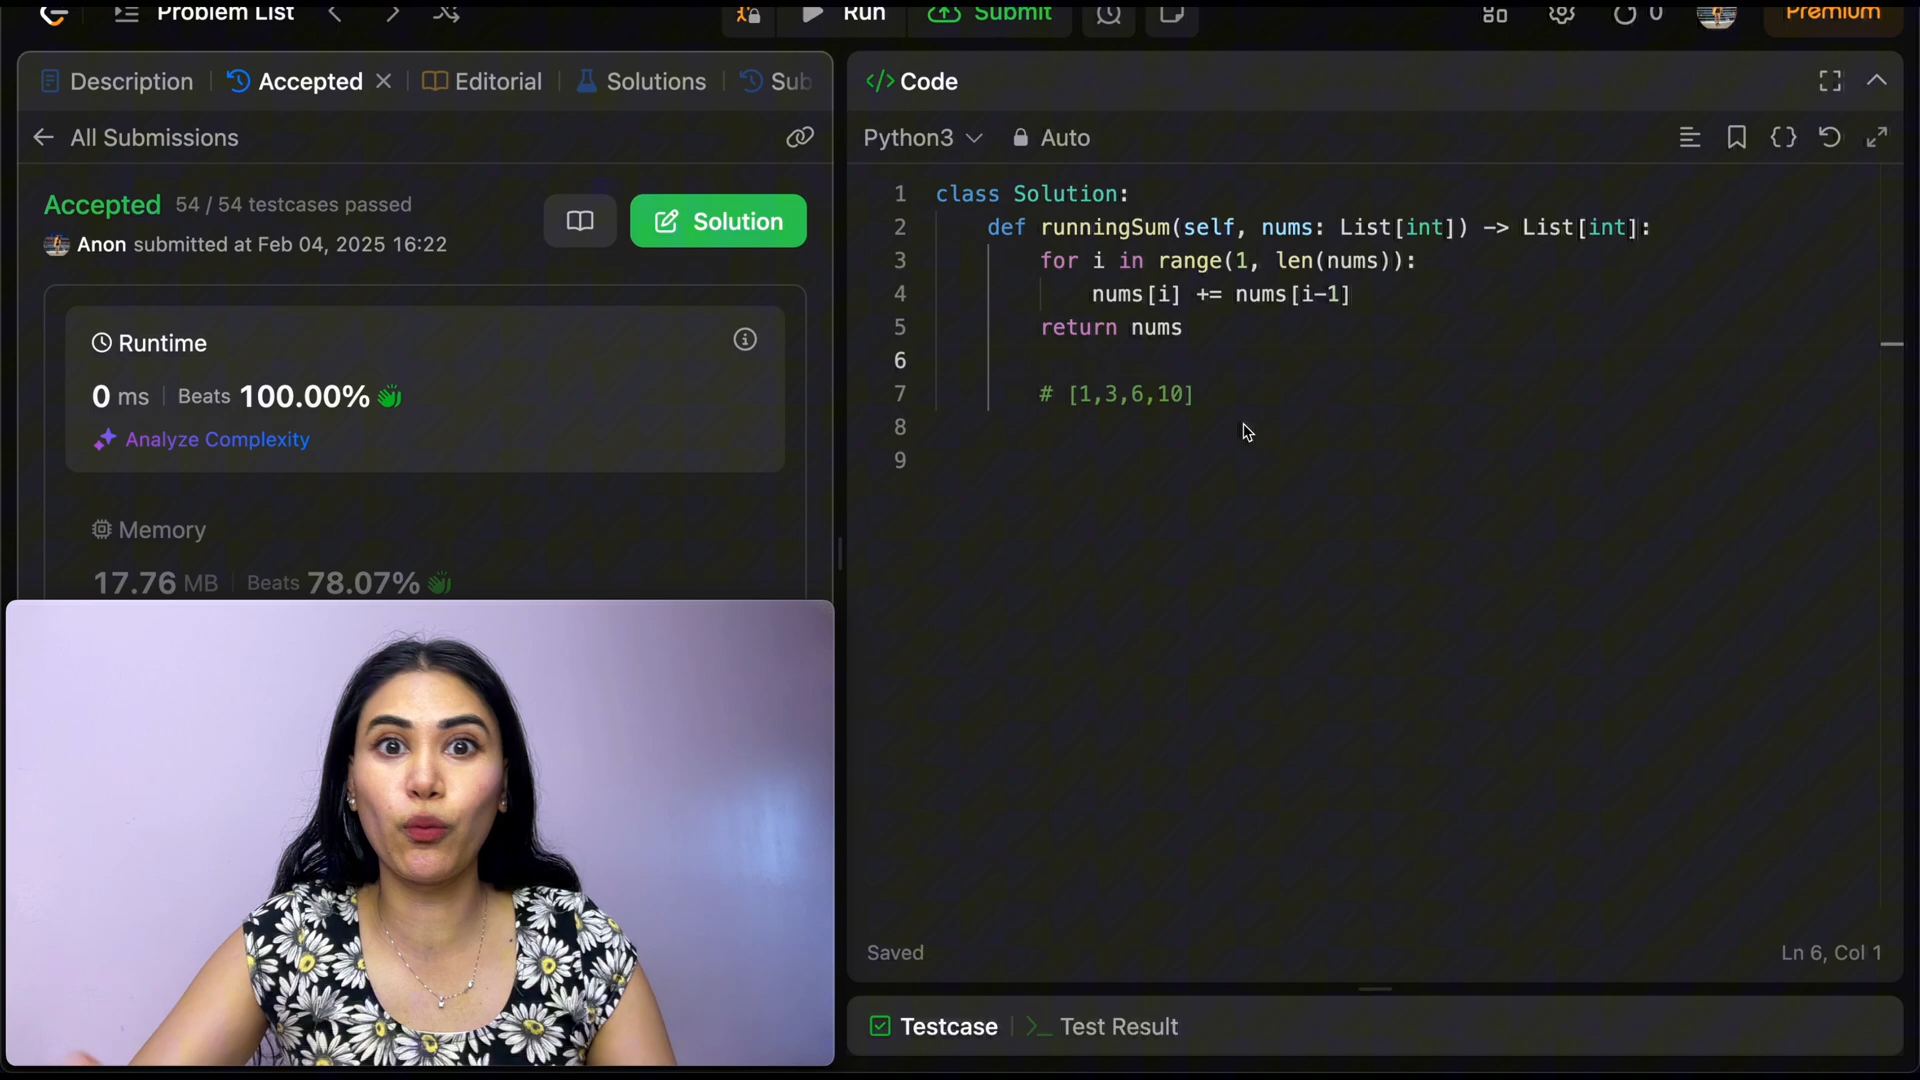 Problem List
Run
Submit
0
Premium
Description
Accepted
Editorial
Solutions
Sub
All Submissions
Accepted 54 / 54 testcases passed
Anon submitted at Feb 04, 2025 16:22
Solution
Runtime
0 ms | Beats 100.00%
Analyze Complexity
Memory
17.76 MB | Beats 78.07%
</> Code
Python3
Auto
1 class Solution:
2 def runningSum(self, nums: List[int]) -> List[int]:
3 for i in range(1, len(nums)):
4 nums[i] += nums[i-1]
5 return nums
6
7 # [1,3,6,10]
8
9
Saved
Ln 6, Col 1
Testcase
Test Result